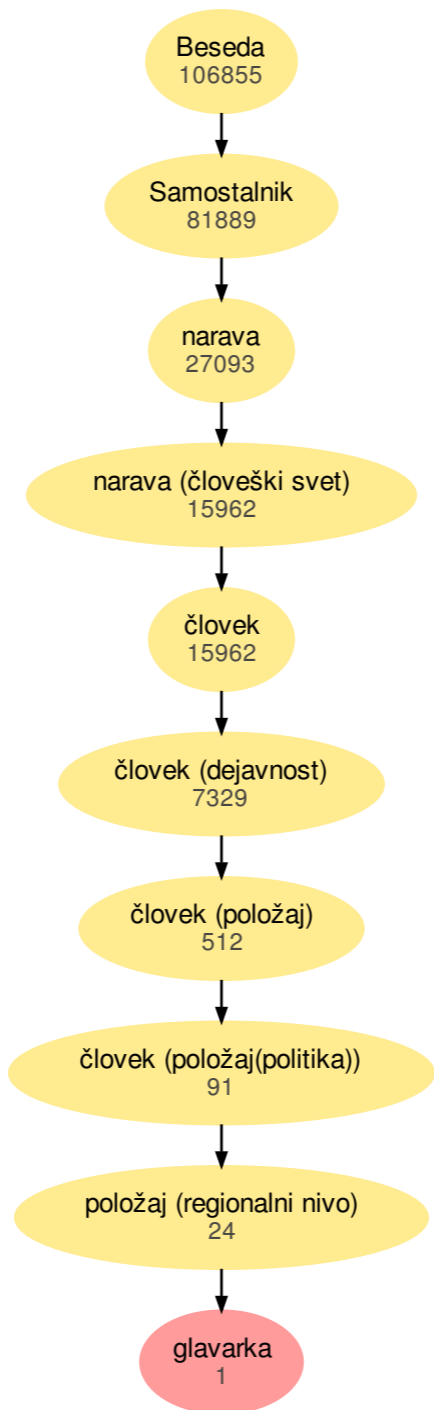 Beseda
106855
Samostalnik
81889
narava
27093
narava (človeški svet)
15962
človek
15962
človek (dejavnost)
7329
človek (položaj)
512
človek (položaj(politika))
91
položaj (regionalni nivo)
24
glavarka
1